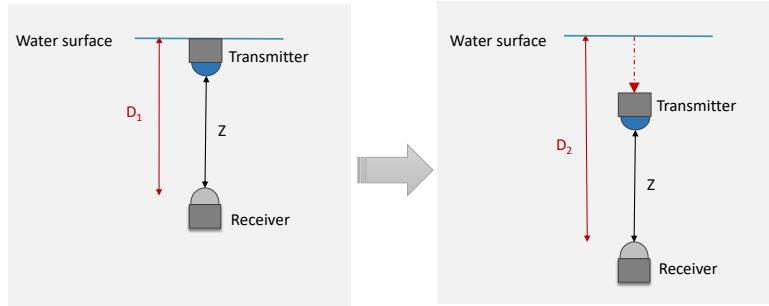 Water surface
Transmitter
D₁
Z
Receiver
Water surface
Transmitter
D₂
Z
Receiver